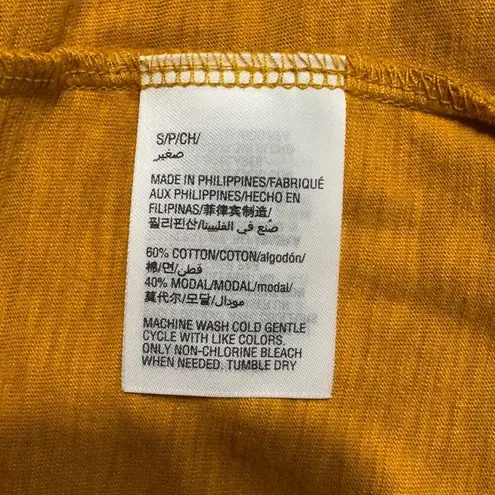 S/P/CH/
صغير
MADE IN PHILIPPINES/FABRIQUÉ
AUX PHILIPPINES/HECHO EN
FILIPINAS/菲律宾制造/
필리핀산/صنع في الفليبينا
60% COTTON/COTON/algodón/
棉/면/قطن/
40% MODAL/MODAL/modal/
莫代尔/모달/مودال/
MACHINE WASH COLD GENTLE
CYCLE WITH LIKE COLORS.
ONLY NON-CHLORINE BLEACH
WHEN NEEDED. TUMBLE DRY